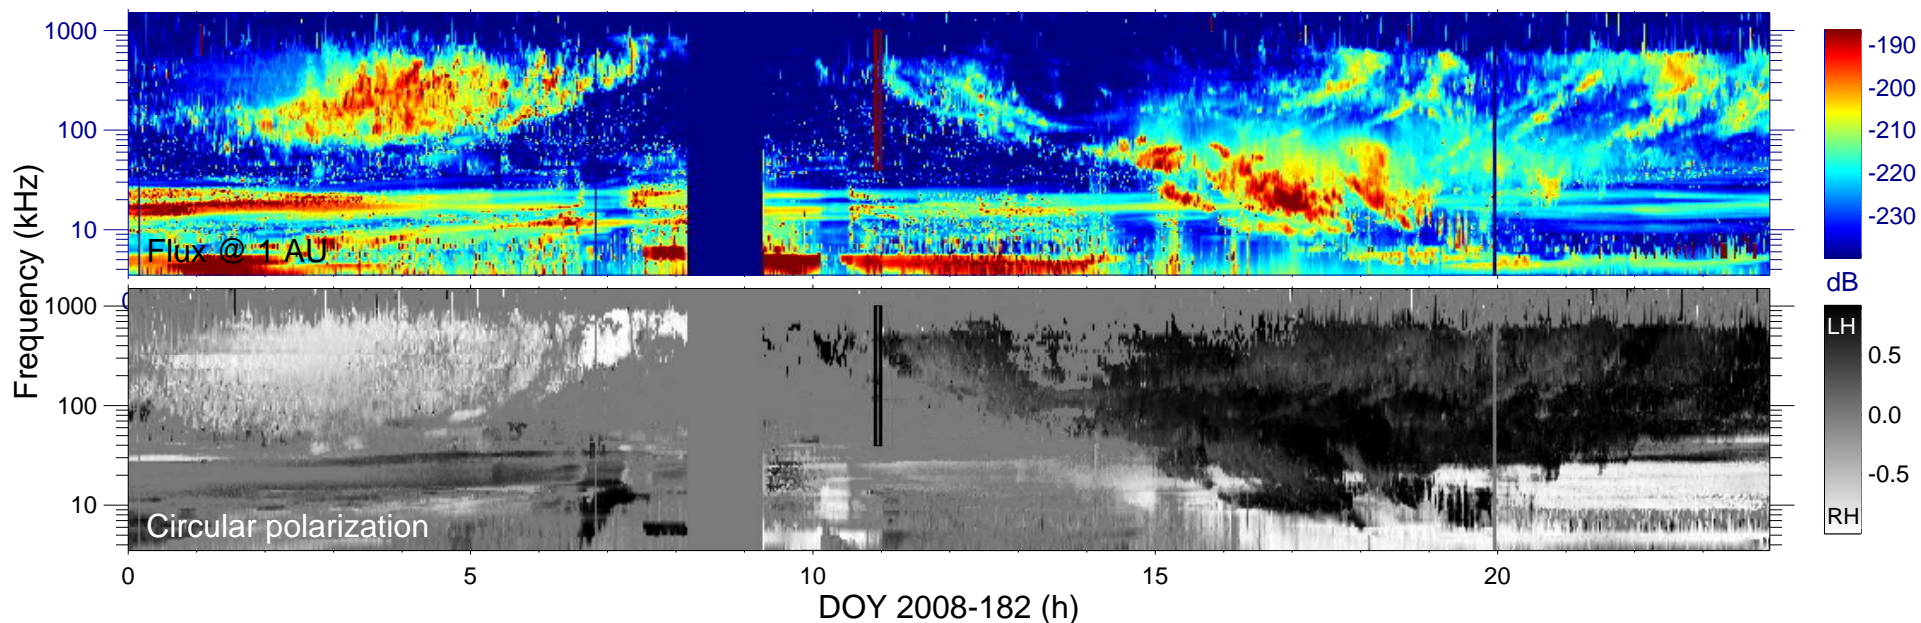 1000
100
10
Frequency (kHz)
Flux @ 1 AU
-190
-200
-210
-220
-230
dB
0
1000
100
10
Circular polarization
LH
0.5
0.0
-0.5
RH
0 5 10 15 20
DOY 2008-182 (h)